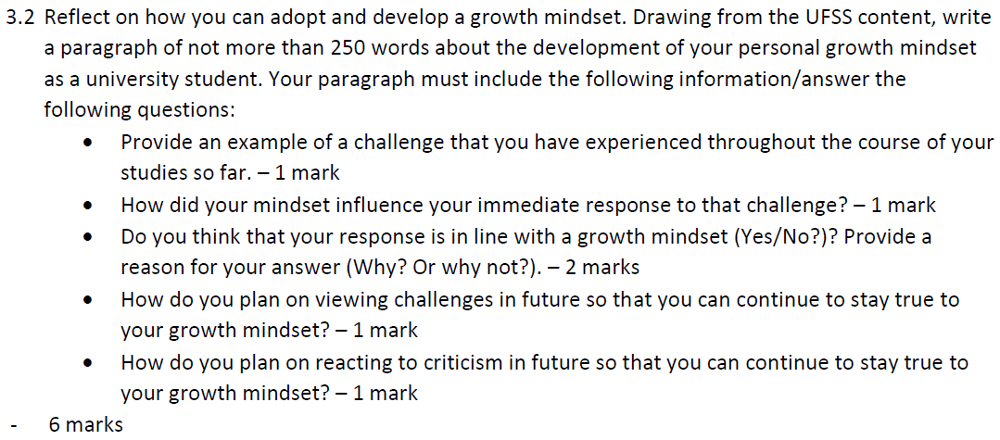 3.2 Reflect on how you can adopt and develop a growth mindset. Drawing from the UFSS content, write
a paragraph of not more than 250 words about the development of your personal growth mindset
as a university student. Your paragraph must include the following information/answer the
following questions:
• Provide an example of a challenge that you have experienced throughout the course of your
studies so far. – 1 mark
• How did your mindset influence your immediate response to that challenge? – 1 mark
• Do you think that your response is in line with a growth mindset (Yes/No?)? Provide a
reason for your answer (Why? Or why not?). – 2 marks
• How do you plan on viewing challenges in future so that you can continue to stay true to
your growth mindset? – 1 mark
• How do you plan on reacting to criticism in future so that you can continue to stay true to
your growth mindset? – 1 mark
- 6 marks